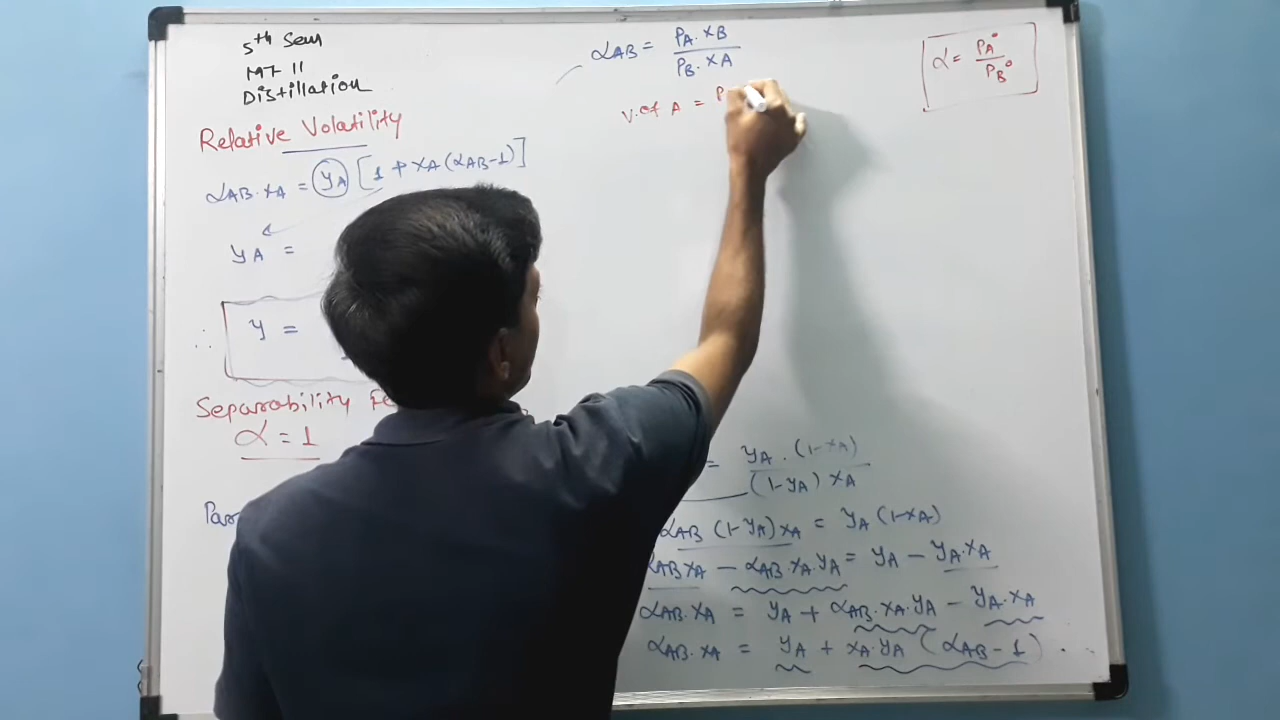 5th Sem
MT II
Distillation
Relative Volatility
αAB.xA = yA [1 + xA (αAB-1)]
yA =
∴ y =
Separability
α = 1
αAB = PA. xB / PB. xA
V. of A = P
α = PA° / PB°
= yA . (1-xA) / (1-yA) xA
αAB (1-yA) xA = yA (1-xA)
αAB xA - αAB.xA.yA = yA - yA.xA
αAB.xA = yA + αAB.xA.yA - yA.xA
αAB.xA = yA + xA.yA (αAB-1)